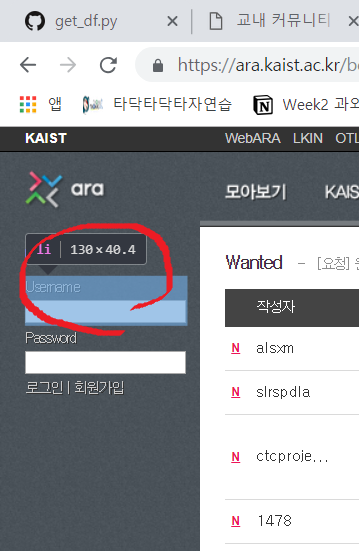 get_df.py
교내 커뮤니티
https://ara.kaist.ac.kr/b
앱
타닥타닥타자연습
Week2 과
KAIST
WebARA
LKIN
OTL
ara
모아보기
KAIS
li 130×40.4
Username
Password
로그인 | 회원가입
Wanted - [요청]
작성자
N alsxm
N slrspdla
N ctcproje...
N 1478